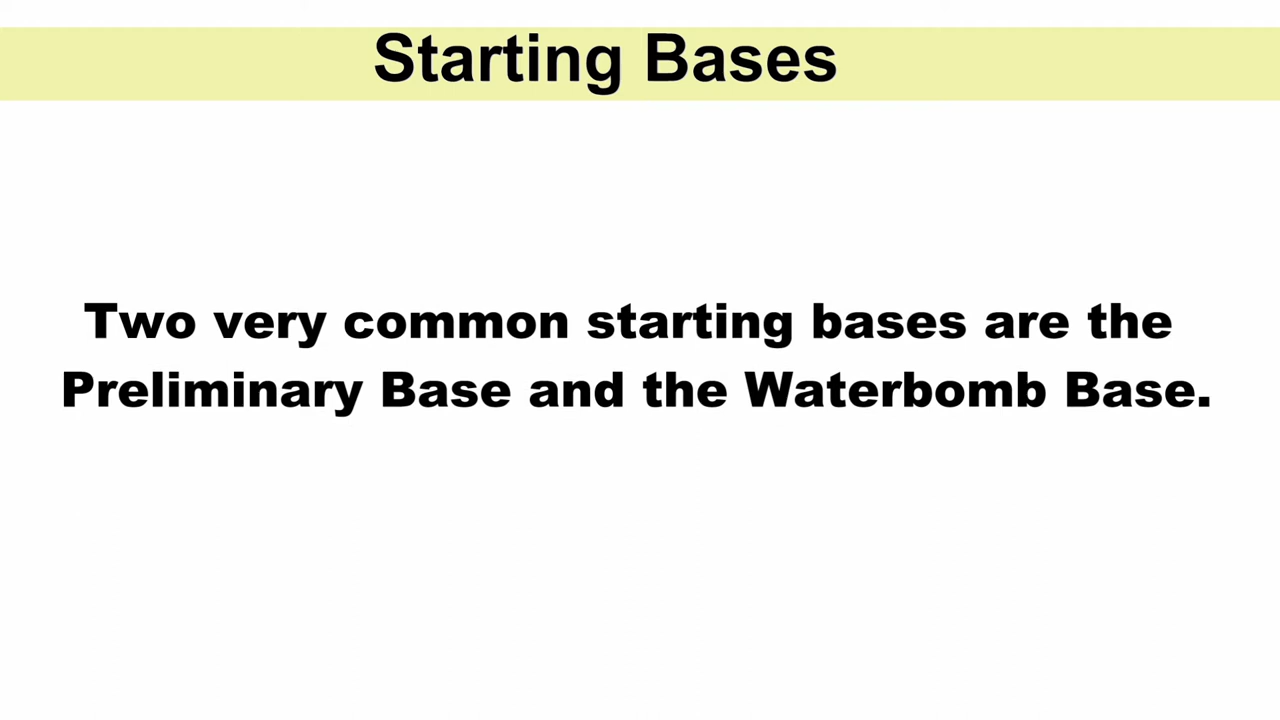 Starting Bases
Two very common starting bases are the
Preliminary Base and the Waterbomb Base.